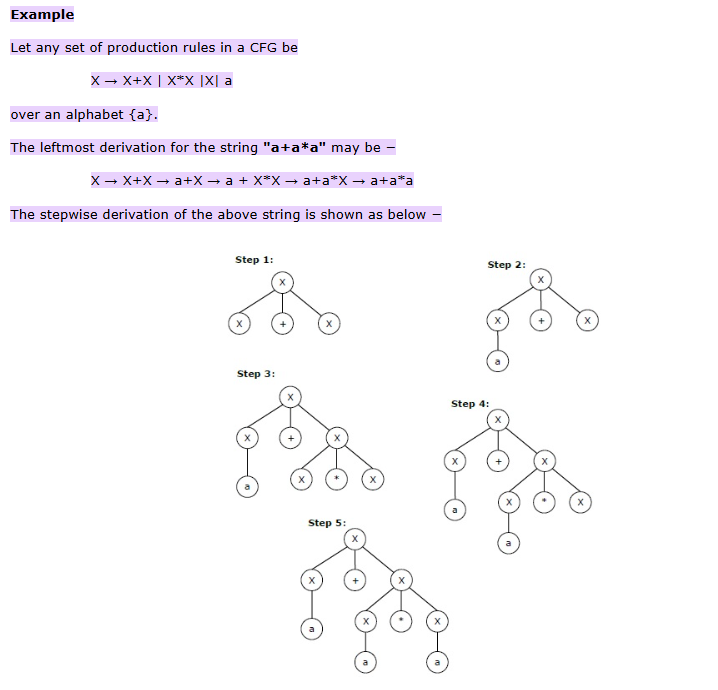 Example
Let any set of production rules in a CFG be
X → X+X | X*X |X| a
over an alphabet {a}.
The leftmost derivation for the string "a+a*a" may be −
X → X+X → a+X → a + X*X → a+a*X → a+a*a
The stepwise derivation of the above string is shown as below −
Step 1:
X
X + X
Step 2:
X
X + X
a
Step 3:
X
X + X
a X * X
Step 4:
X
X + X
a X * X
a
Step 5:
X
X + X
a X * X
a a